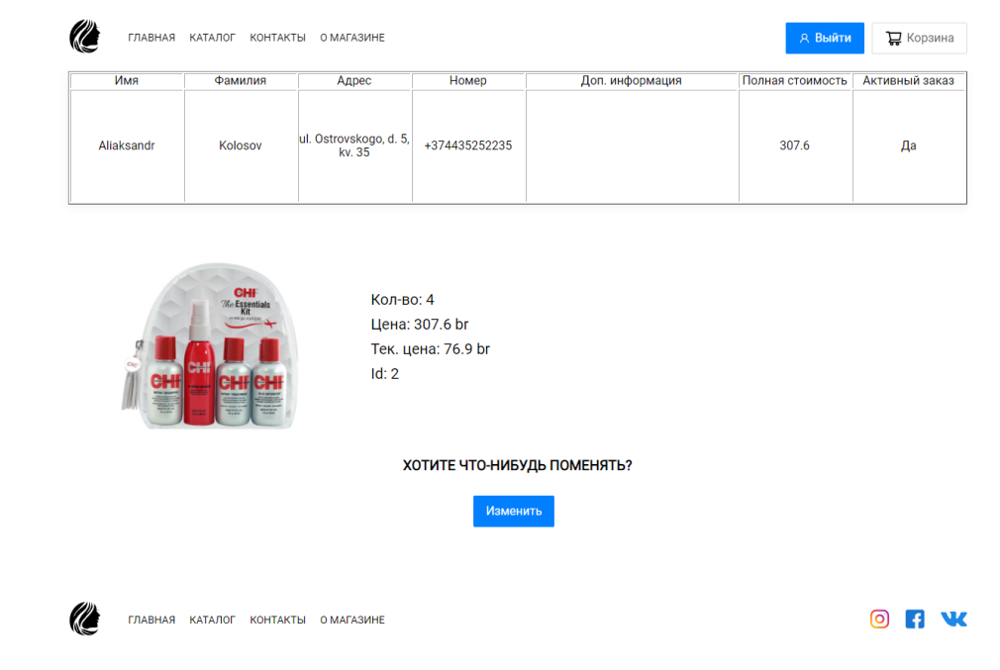 ГЛАВНАЯ КАТАЛОГ КОНТАКТЫ О МАГАЗИНЕ Выйти Корзина
Имя Фамилия Адрес Номер Доп. информация Полная стоимость Активный заказ
Aliaksandr Kolosov ul. Ostrovskogo, d. 5, kv. 35 +374435252235 307.6 Да
CHI
The Essentials
Kit
CHI
CHI CHI CHI CHI
Кол-во: 4
Цена: 307.6 br
Тек. цена: 76.9 br
Id: 2
ХОТИТЕ ЧТО-НИБУДЬ ПОМЕНЯТЬ?
Изменить
ГЛАВНАЯ КАТАЛОГ КОНТАКТЫ О МАГАЗИНЕ